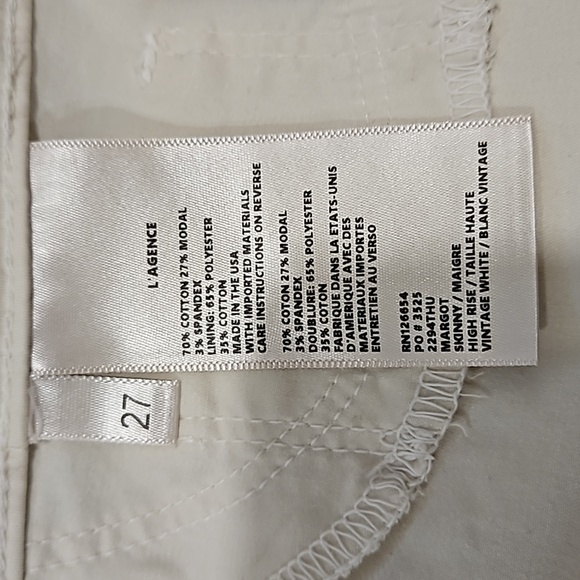 L'AGENCE
70% COTTON 27% MODAL
3% SPANDEX
LINING: 65% POLYESTER
35% COTON
MADE IN THE USA
WITH IMPORTED MATERIALS
CARE INSTRUCTIONS ON REVERSE
70% COTON 27% MODAL
3% SPANDEX
DOUBLURE: 65% POLYESTER
35% COTON
FABRIQUE DANS LA ETATS-UNIS
D'AMERIQUE AVEC DES
MATERIAUX IMPORTES
ENTRETIEN AU VERSO
RN126654
PO # 3525
2294THU
MARGOT
SKINNY / MAIGRE
HIGH RISE / TAILLE HAUTE
VINTAGE WHITE / BLANC VINTAGE
27